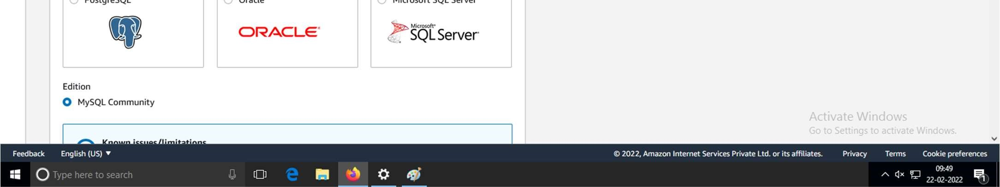 PostgreSQL Oracle Microsoft SQL Server
ORACLE
Microsoft
SQL Server
Edition
MySQL Community
Activate Windows
Go to Settings to activate Windows.
Known issues/limitations
Feedback English (US) © 2022, Amazon Internet Services Private Ltd. or its affiliates. Privacy Terms Cookie preferences
Type here to search 09:49
22-02-2022 1